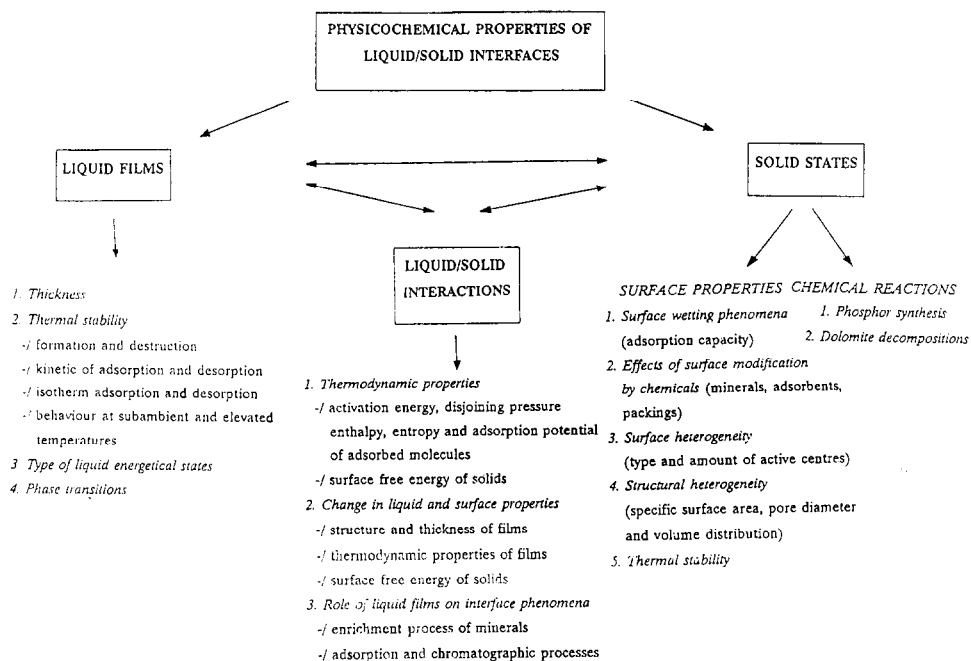 PHYSICOCHEMICAL PROPERTIES OF
LIQUID/SOLID INTERFACES
LIQUID FILMS
SOLID STATES
LIQUID/SOLID
INTERACTIONS
1. Thickness
2. Thermal stability
-/ formation and destruction
-/ kinetic of adsorption and desorption
-/ isotherm adsorption and desorption
-/ behaviour at subambient and elevated
temperatures
3 Type of liquid energetical states
4. Phase transitions
1. Thermodynamic properties
-/ activation energy, disjoining pressure
enthalpy, entropy and adsorption potential
of adsorbed molecules
-/ surface free energy of solids
2. Change in liquid and surface properties
-/ structure and thickness of films
-/ thermodynamic properties of films
-/ surface free energy of solids
3. Role of liquid films on interface phenomena
-/ enrichment process of minerals
-/ adsorption and chromatographic processes
SURFACE PROPERTIES
1. Surface wetting phenomena
(adsorption capacity)
2. Effects of surface modification
by chemicals (minerals, adsorbents,
packings)
3. Surface heterogeneity
(type and amount of active centres)
4. Structural heterogeneity
(specific surface area, pore diameter
and volume distribution)
5. Thermal stability
CHEMICAL REACTIONS
1. Phosphor synthesis
2. Dolomite decompositions